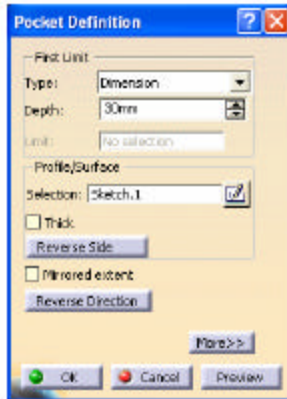 Pocket Definition
First Limit
Type: Dimension
Depth: 30mm
Limit: No selection
Profile/Surface
Selection: Sketch.1
Thick
Reverse Side
Mirrored extent
Reverse Direction
More>>
OK Cancel Preview